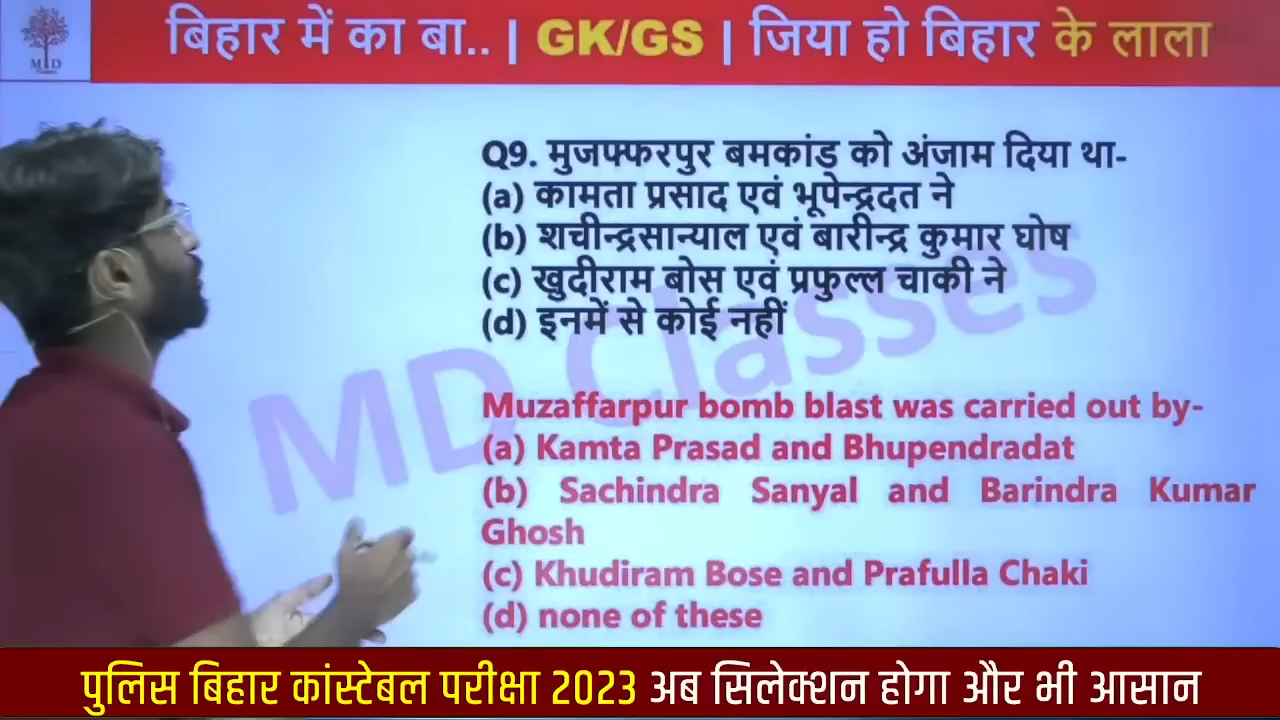 बिहार में का बा.. | GK/GS | जिया हो बिहार के लाला
MD
Q9. मुजफ्फरपुर बमकांड को अंजाम दिया था-
(a) कामता प्रसाद एवं भूपेन्द्रदत ने
(b) शचीन्द्रसान्याल एवं बारीन्द्र कुमार घोष
(c) खुदीराम बोस एवं प्रफुल्ल चाकी ने
(d) इनमें से कोई नहीं
MD Classes
Muzaffarpur bomb blast was carried out by-
(a) Kamta Prasad and Bhupendradat
(b) Sachindra Sanyal and Barindra Kumar
Ghosh
(c) Khudiram Bose and Prafulla Chaki
(d) none of these
पुलिस बिहार कांस्टेबल परीक्षा 2023 अब सिलेक्शन होगा और भी आसान